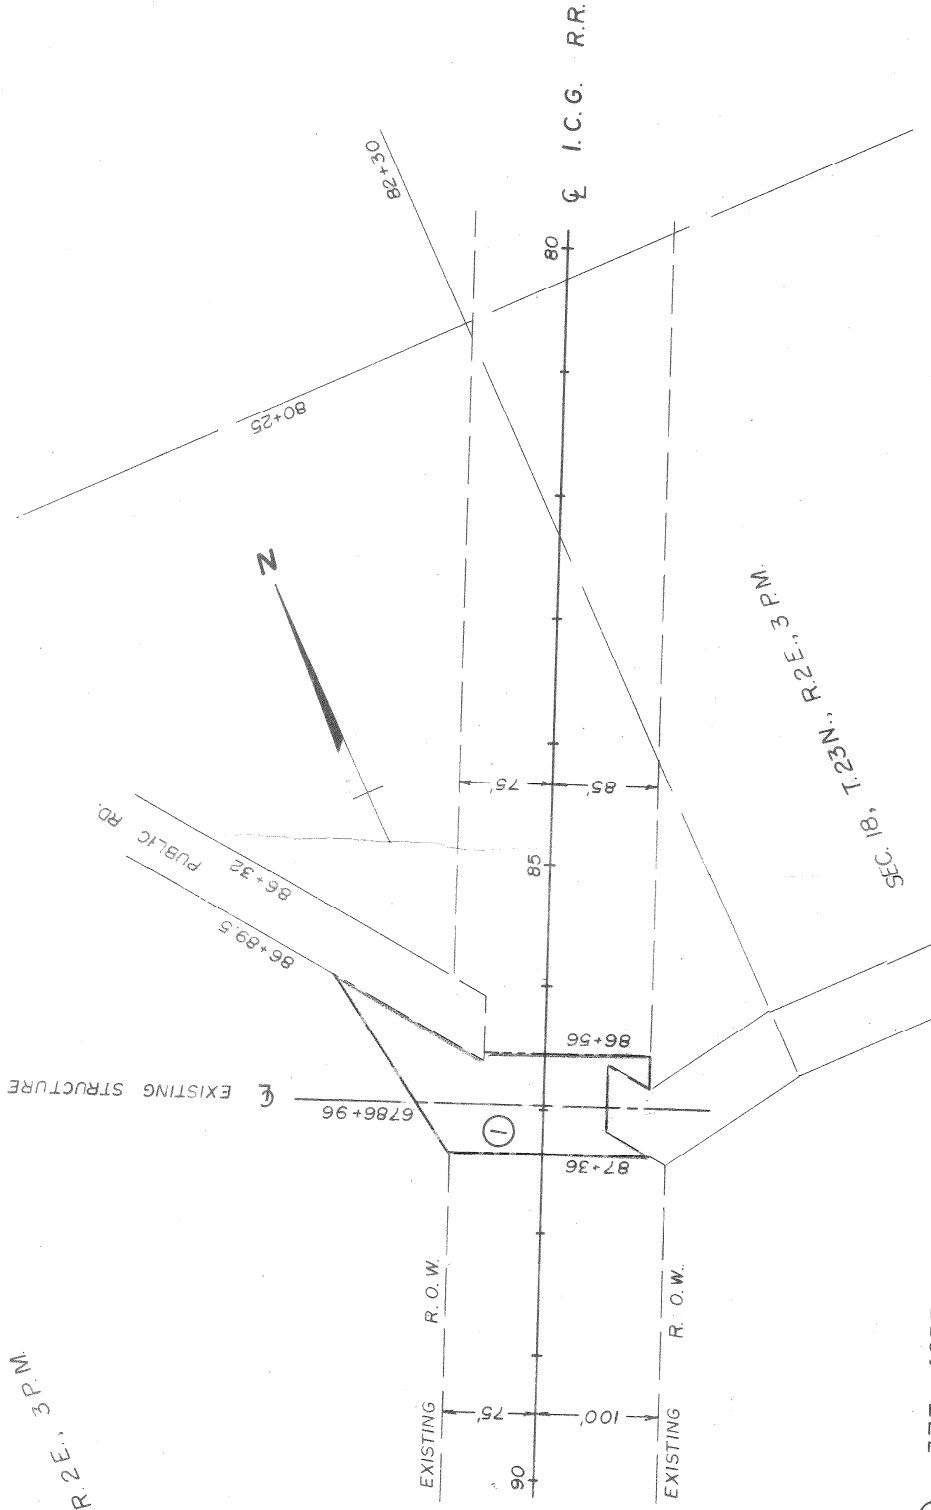 ℄ I.C.G. R.R.
82+30
80
80+25
N
SEC. 18, T.23N., R.2E., 3 P.M.
75'
85'
85
PUBLIC RD.
86+32
86+89.5
86+56
℄ EXISTING STRUCTURE
6786+96
1
87+36
EXISTING R.O.W.
EXISTING R.O.W.
75'
100'
90
R.2E., 3 P.M.